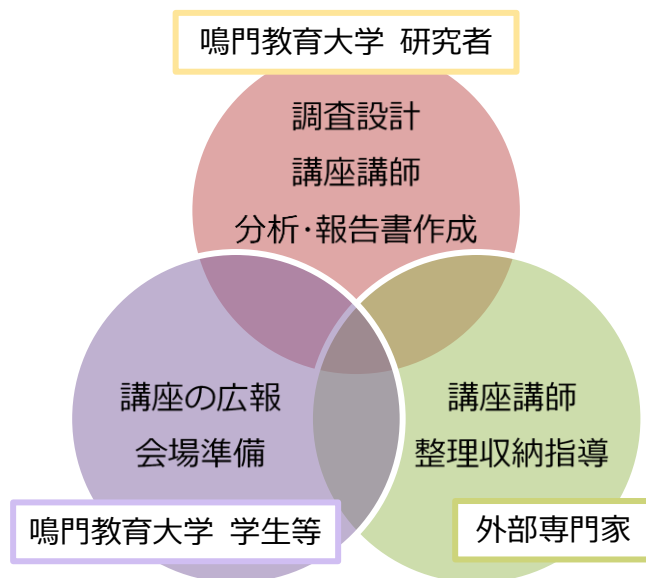 鳴門教育大学 研究者
調査設計
講座講師
分析・報告書作成
講座の広報
会場準備
鳴門教育大学 学生等
講座講師
整理収納指導
外部専門家